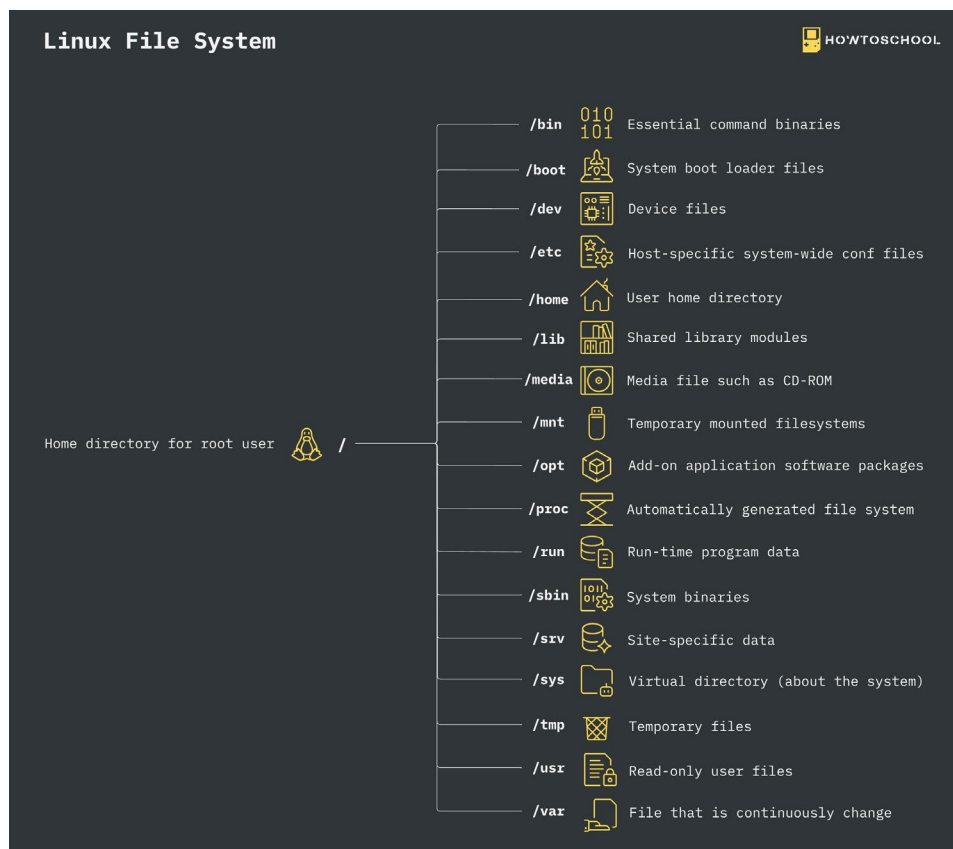 Linux File System
HOWTOSCHOOL
/bin 010 101 Essential command binaries
/boot System boot loader files
/dev Device files
/etc Host-specific system-wide conf files
/home User home directory
/lib Shared library modules
/media Media file such as CD-ROM
/mnt Temporary mounted filesystems
Home directory for root user /
/opt Add-on application software packages
/proc Automatically generated file system
/run Run-time program data
/sbin 1011 01 System binaries
/srv Site-specific data
/sys Virtual directory (about the system)
/tmp Temporary files
/usr Read-only user files
/var File that is continuously change